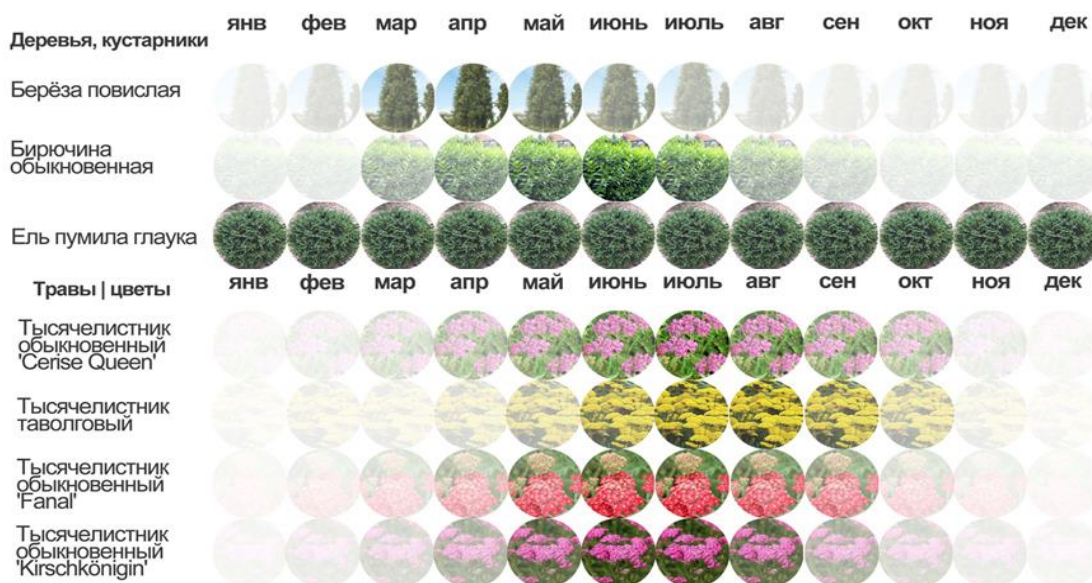 Деревья, кустарники янв фев мар апр май июнь июль авг сен окт ноя дек
Берёза повислая
Бирючина
обыкновенная
Ель пумила глаука
Травы | цветы янв фев мар апр май июнь июль авг сен окт ноя дек
Тысячелистник
обыкновенный
'Cerise Queen'
Тысячелистник
таволговый
Тысячелистник
обыкновенный
'Fanal'
Тысячелистник
обыкновенный
'Kirschkönigin'